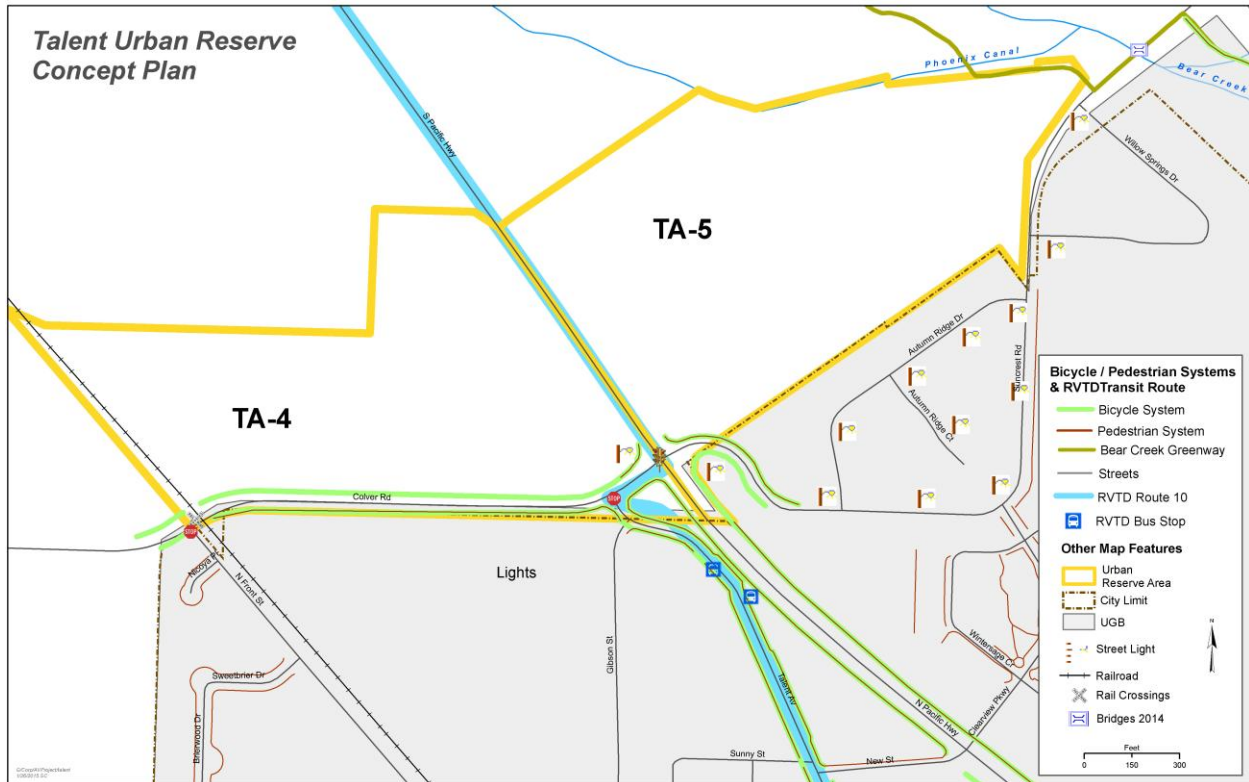 Talent Urban Reserve
Concept Plan
S Pacific Hwy
Phoenix Canal
Bear Creek
Willow Springs Dr
TA-5
TA-4
Autumn Ridge Dr
Autumn Ridge Ct
Suncrest Rd
Colver Rd
STOP
STOP
Nicoya Pl
N Front St
Lights
Gibson St
Sweetbrier Dr
Brierwood Dr
Talent Av
N Pacific Hwy
Clearview Pkwy
Sunny St
New St
Bicycle / Pedestrian Systems
& RVTDTransit Route
Bicycle System
Pedestrian System
Bear Creek Greenway
Streets
RVTD Route 10
RVTD Bus Stop
Other Map Features
Urban
Reserve Area
City Limit
UGB
Street Light
Railroad
Rail Crossings
Bridges 2014
N
Feet
0 150 300